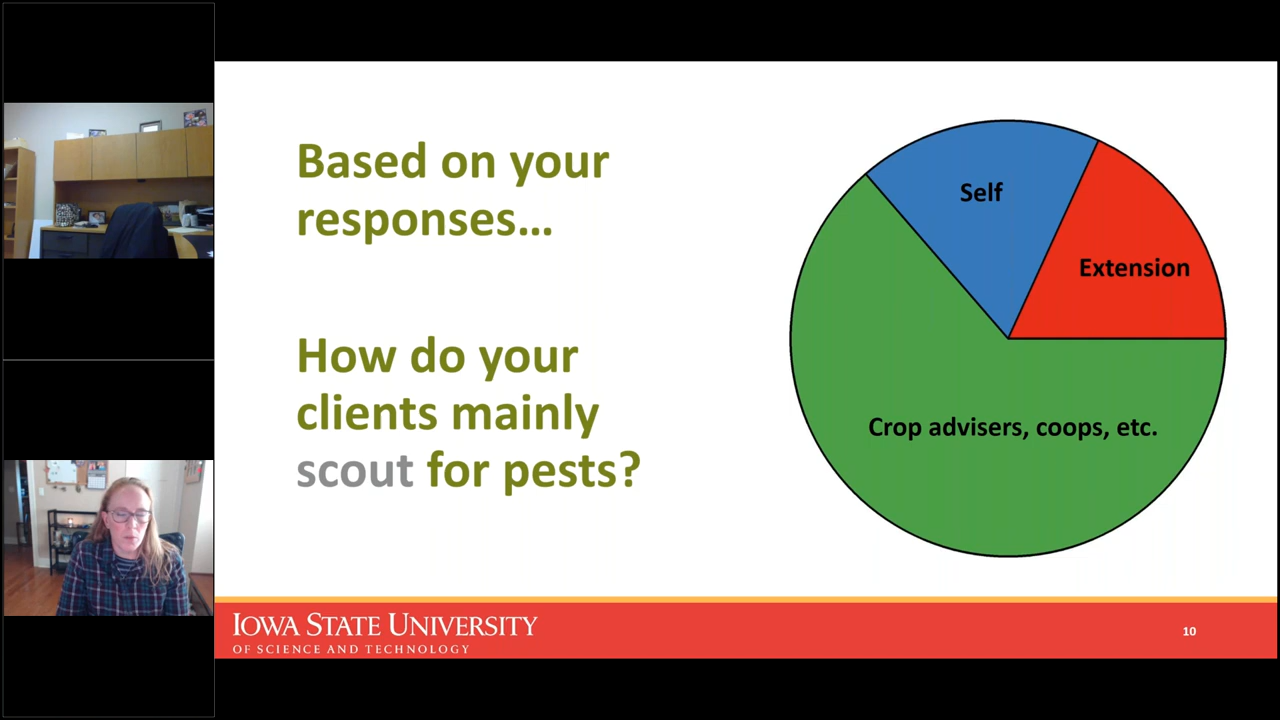 Based on your
responses...
How do your
clients mainly
scout for pests?
Self
Extension
Crop advisers, coops, etc.
IOWA STATE UNIVERSITY
OF SCIENCE AND TECHNOLOGY
10